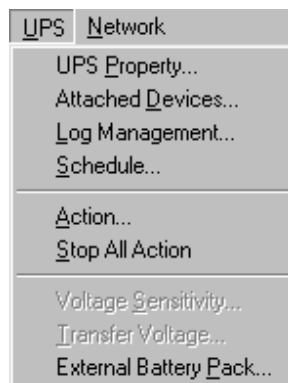 UPS Network
UPS Property...
Attached Devices...
Log Management...
Schedule...
Action...
Stop All Action
Voltage Sensitivity...
Transfer Voltage...
External Battery Pack...